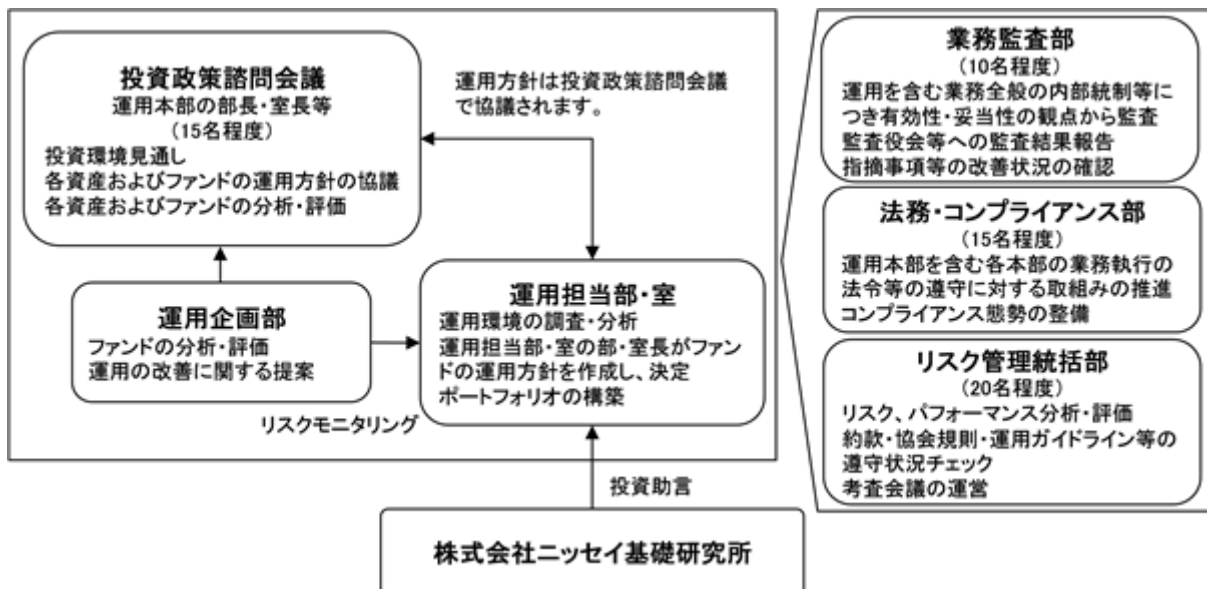 投資政策諮問会議
運用本部の部長・室長等
(15名程度)
投資環境見通し
各資産およびファンドの運用方針の協議
各資産およびファンドの分析・評価
運用方針は投資政策諮問会議
で協議されます。
運用企画部
ファンドの分析・評価
運用の改善に関する提案
リスクモニタリング
運用担当部・室
運用環境の調査・分析
運用担当部・室の部・室長がファン
ドの運用方針を作成し、決定
ポートフォリオの構築
投資助言
株式会社ニッセイ基礎研究所
業務監査部
(10名程度)
運用を含む業務全般の内部統制等に
つき有効性・妥当性の観点から監査
監査役会等への監査結果報告
指摘事項等の改善状況の確認
法務・コンプライアンス部
(15名程度)
運用本部を含む各本部の業務執行の
法令等の遵守に対する取組みの推進
コンプライアンス態勢の整備
リスク管理統括部
(20名程度)
リスク、パフォーマンス分析・評価
約款・協会規則・運用ガイドライン等の
遵守状況チェック
考査会議の運営